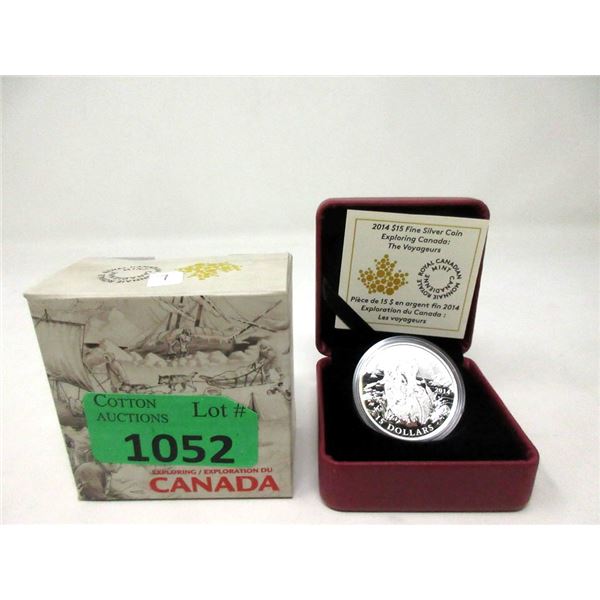 1
COTTON
AUCTIONS
Lot #
1052
EXPLORING / EXPLORATION DU
CANADA
2014 $15 Fine Silver Coin
Exploring Canada:
The Voyageurs
ROYAL CANADIAN MINT
MONNAIE ROYALE CANADIENNE
Pièce de 15 $ en argent fin 2014
Exploration du Canada :
Les voyageurs
2014
15 DOLLARS